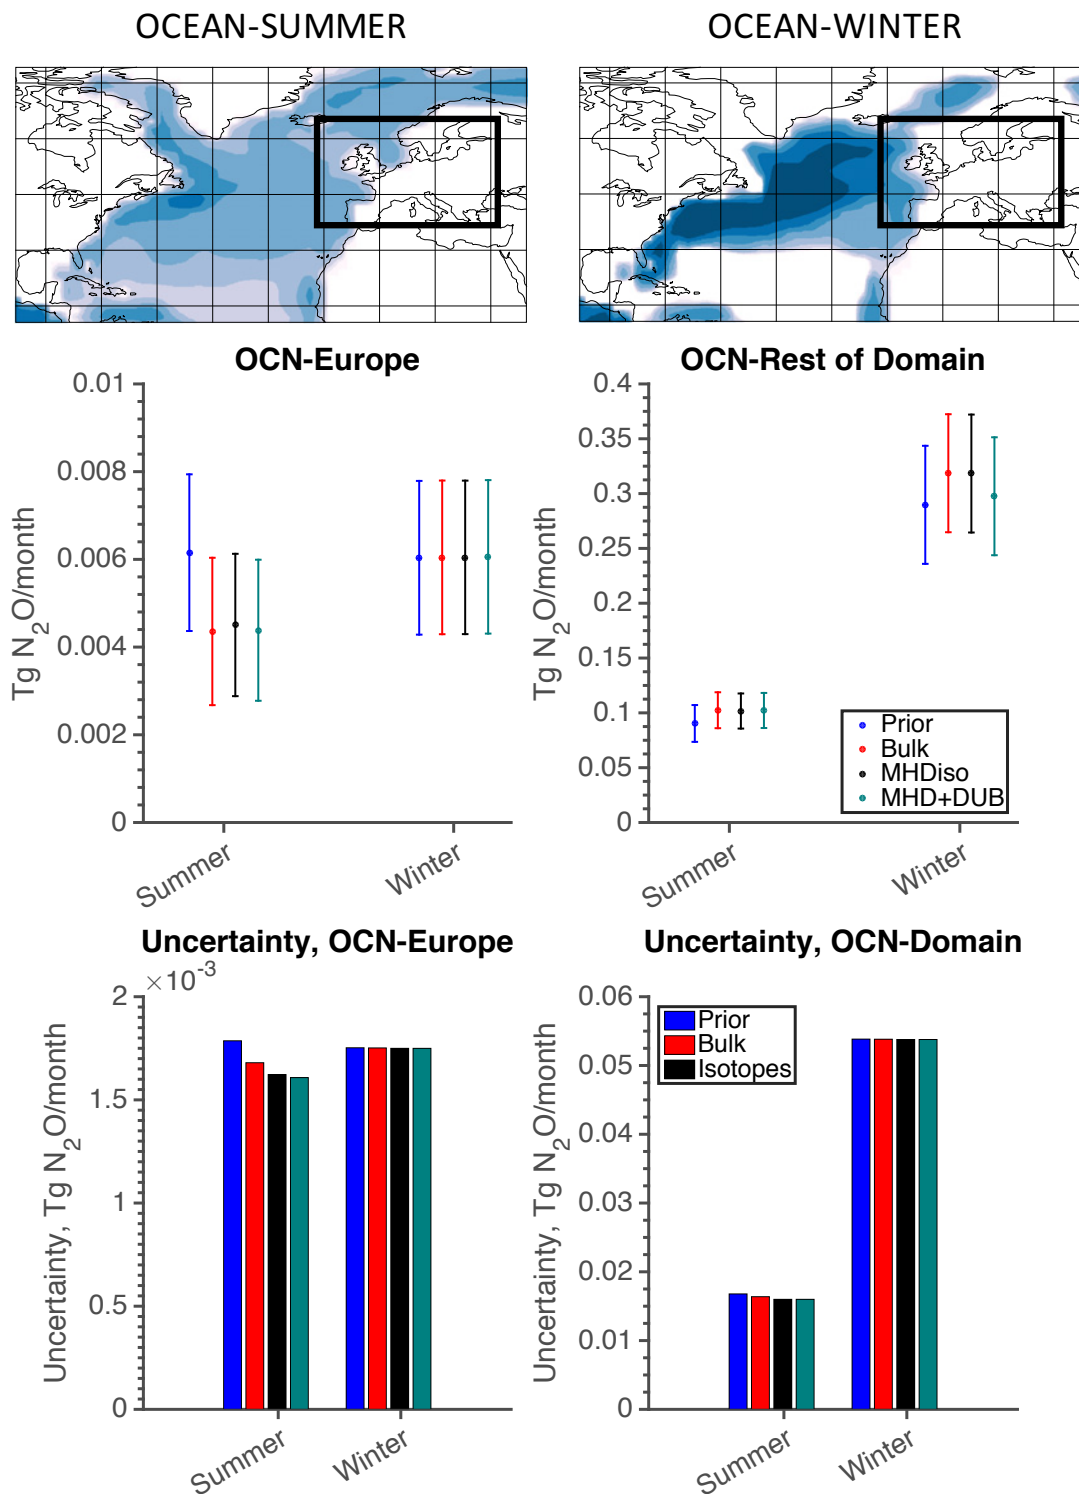 OCEAN-SUMMER
OCEAN-WINTER
OCN-Europe
0.01
0.008
0.006
0.004
0.002
0
Tg N2O/month
Summer
Winter
OCN-Rest of Domain
0.4
0.35
0.3
0.25
0.2
0.15
0.1
0.05
0
Tg N2O/month
Prior
Bulk
MHDiso
MHD+DUB
Summer
Winter
Uncertainty, OCN-Europe
×10-3
2
1.5
1
0.5
0
Uncertainty, Tg N2O/month
Summer
Winter
Uncertainty, OCN-Domain
0.06
0.05
0.04
0.03
0.02
0.01
0
Uncertainty, Tg N2O/month
Prior
Bulk
Isotopes
Summer
Winter